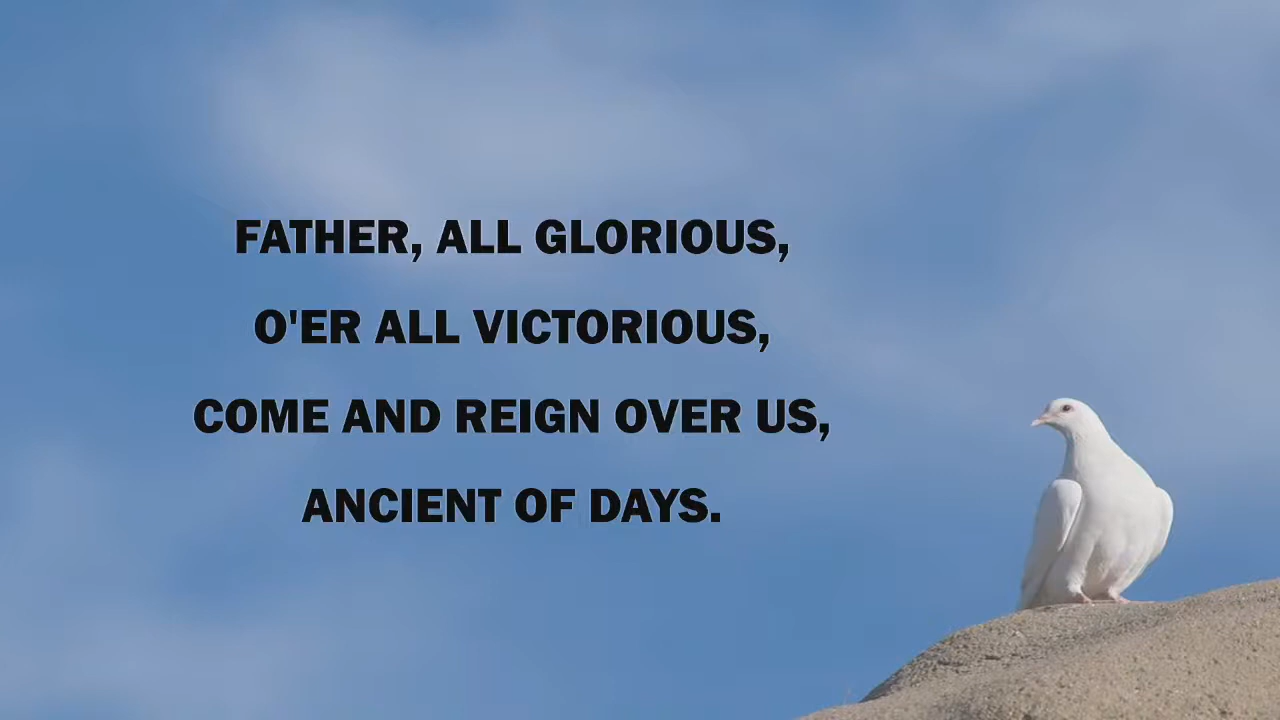 FATHER, ALL GLORIOUS,
O'ER ALL VICTORIOUS,
COME AND REIGN OVER US,
ANCIENT OF DAYS.